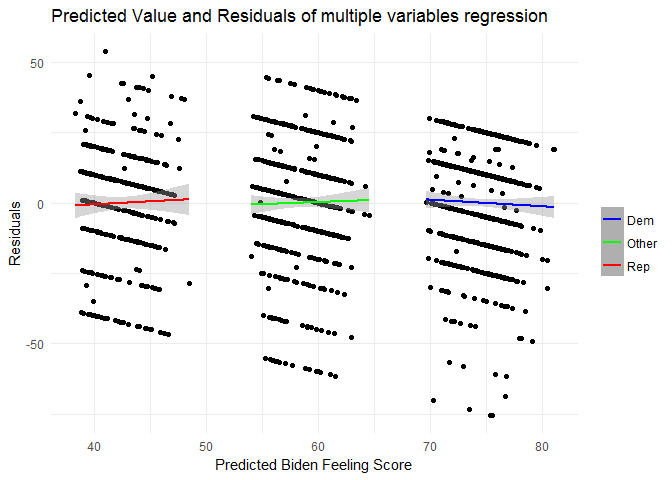 Predicted Value and Residuals of multiple variables regression
50
0
-50
Residuals
40
50
60
70
80
Predicted Biden Feeling Score
Dem
Other
Rep